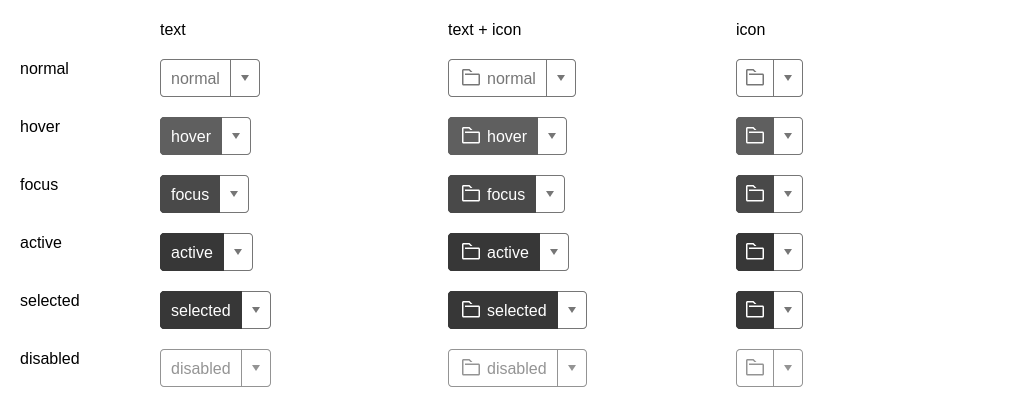 text text + icon icon
normal normal normal
hover hover hover
focus focus focus
active active active
selected selected selected
disabled disabled disabled